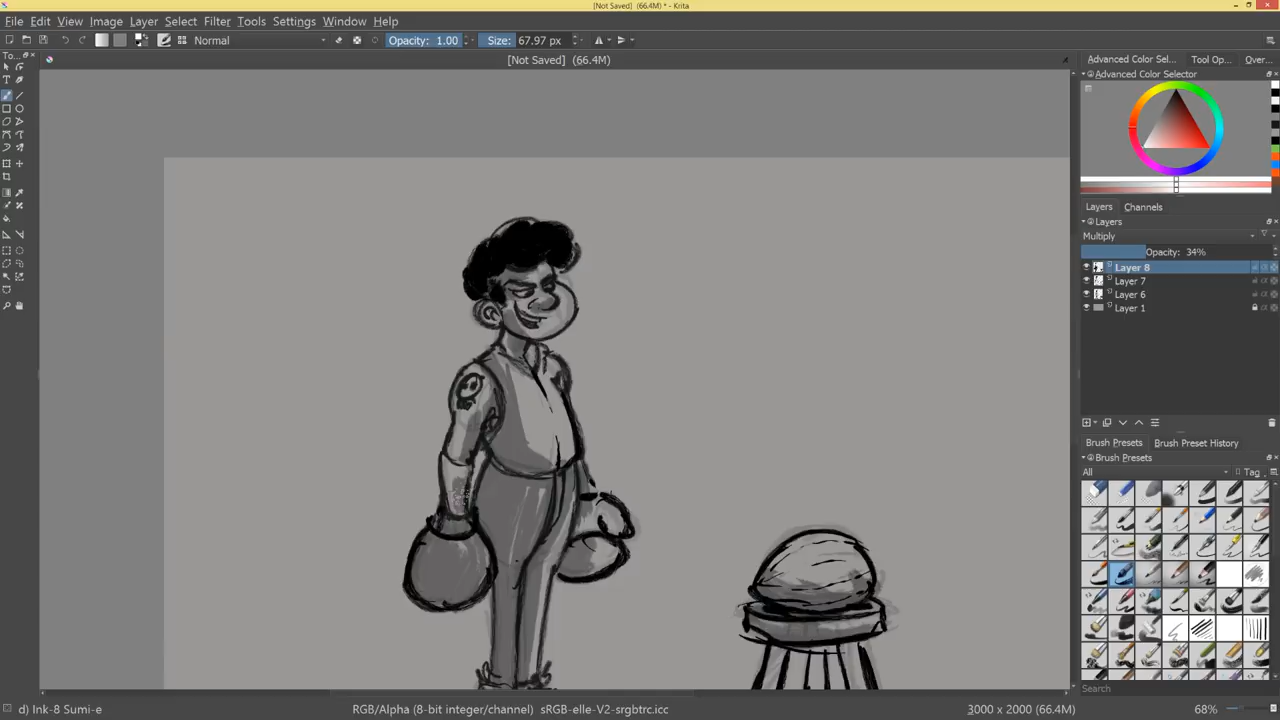 [Not Saved] (66.4M) * - Krita
File Edit View Image Layer Select Filter Tools Settings Window Help
Normal Opacity: 1.00 Size: 67.97 px
To... [Not Saved] (66.4M) Advanced Color Sel... Tool Op... Over...
Advanced Color Selector
Layers Channels
Layers
Multiply
Opacity: 34%
Layer 8
Layer 7
Layer 6
Layer 1
Brush Presets Brush Preset History
Brush Presets
All Tag
Search
d) Ink-8 Sumi-e RGB/Alpha (8-bit integer/channel) sRGB-elle-V2-srgbtrc.icc 3000 x 2000 (66.4M) 68%